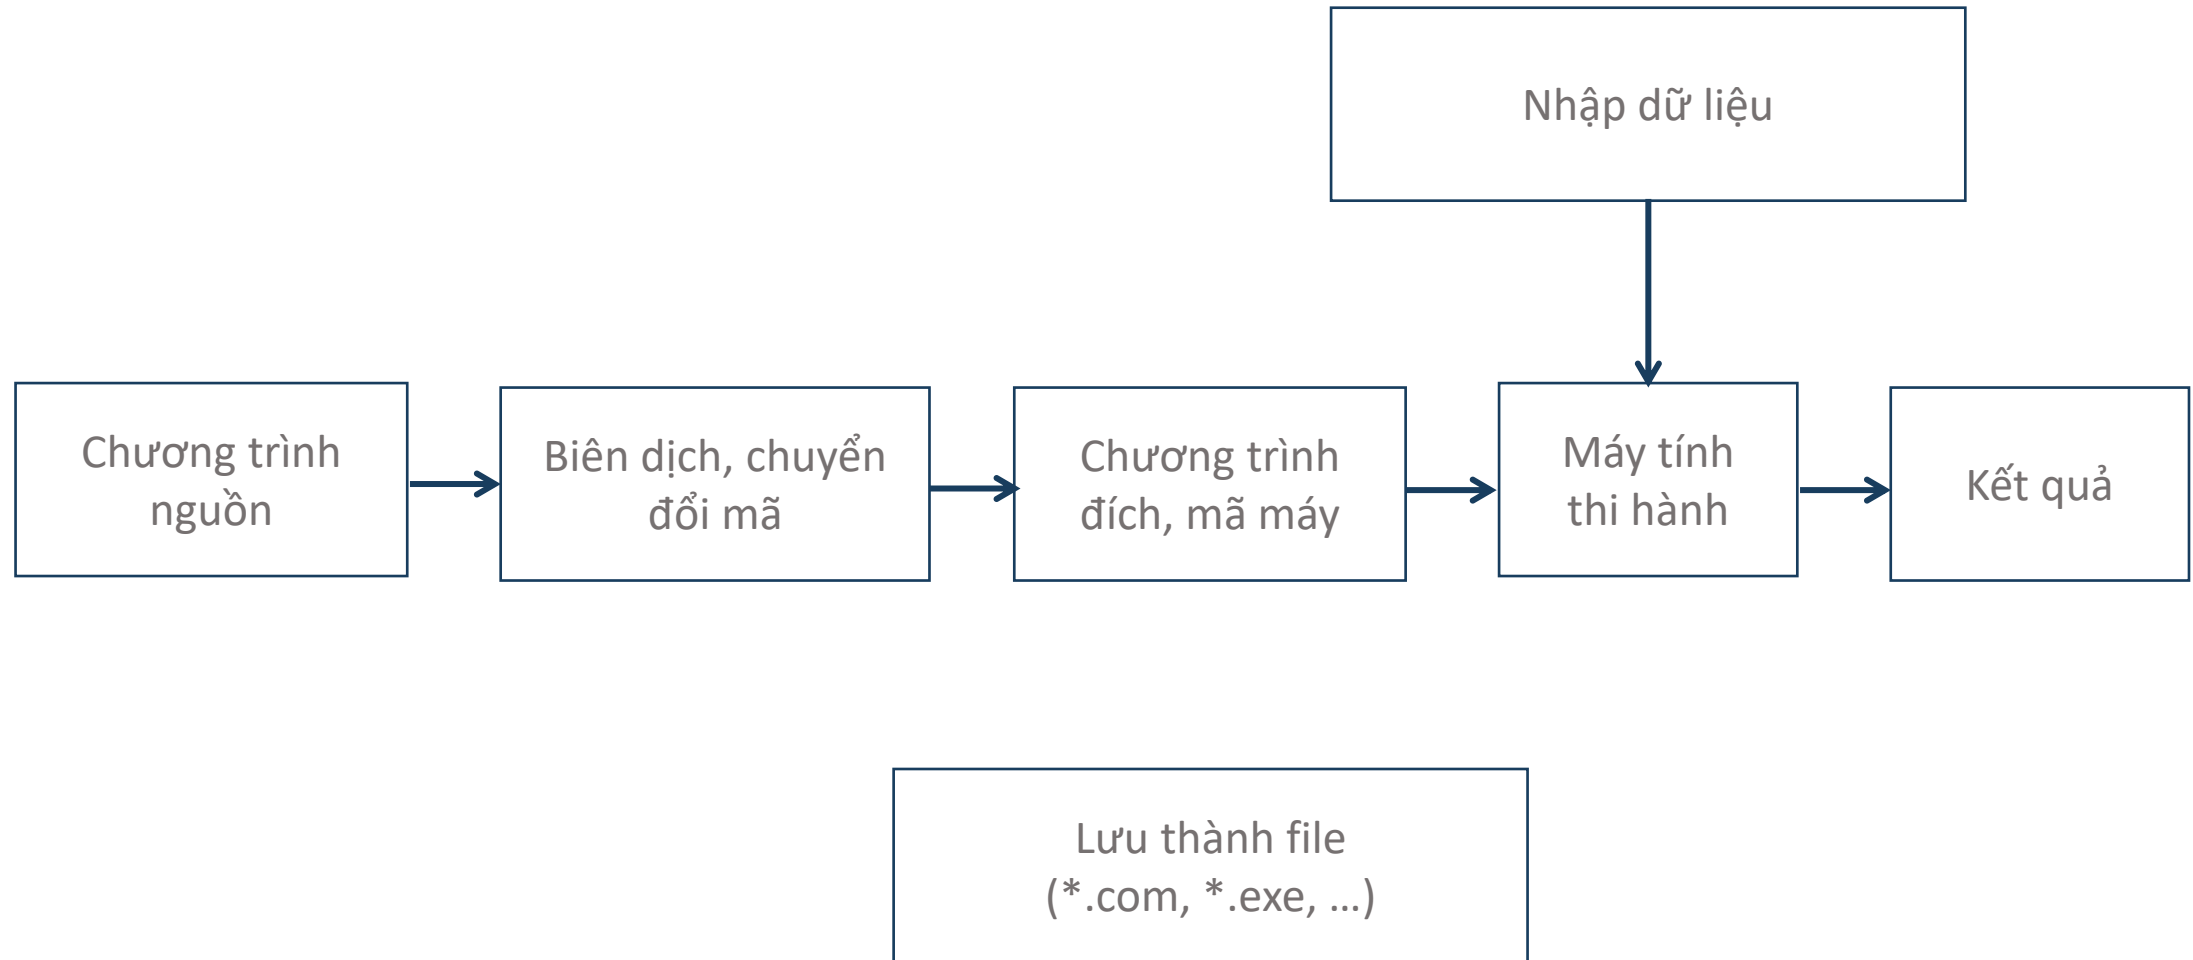 Nhập dữ liệu
Chương trình
nguồn
Biên dịch, chuyển
đổi mã
Chương trình
đích, mã máy
Máy tính
thi hành
Kết quả
Lưu thành file
(*.com, *.exe, …)